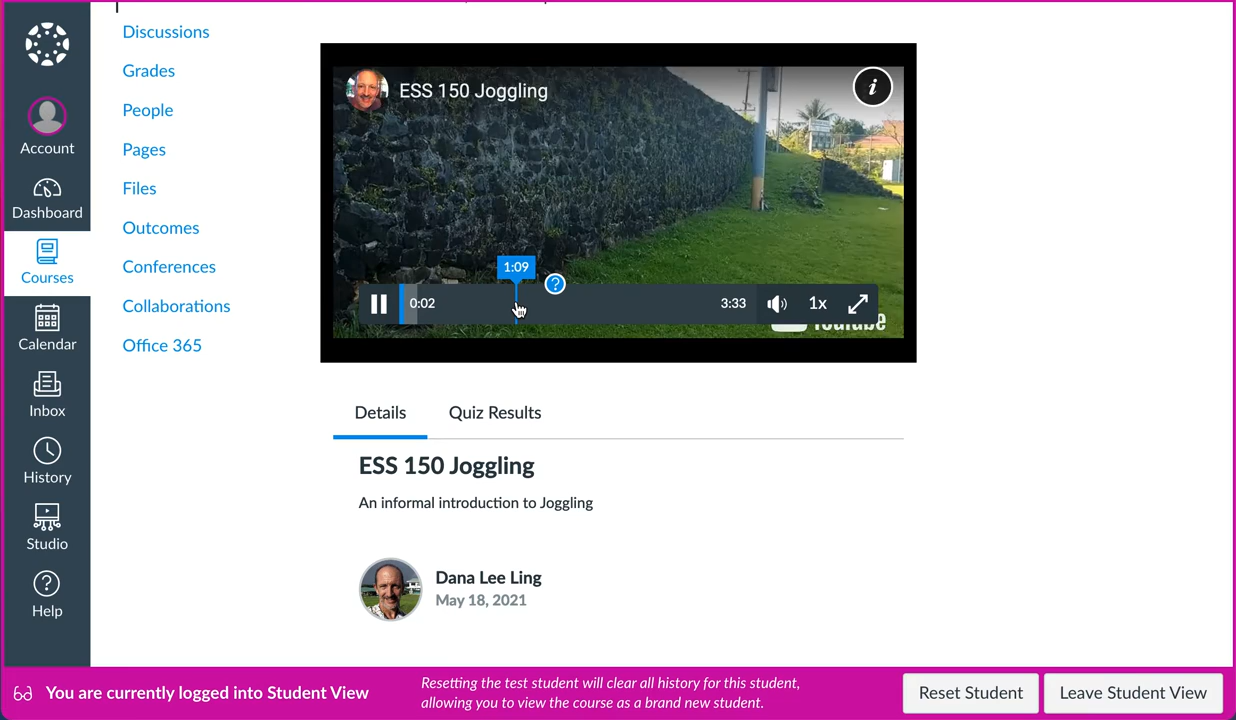 Account
Dashboard
Courses
Calendar
Inbox
History
Studio
Help
Discussions
Grades
People
Pages
Files
Outcomes
Conferences
Collaborations
Office 365
ESS 150 Joggling
i
1:09
?
0:02
3:33
1x
YouTube
Details
Quiz Results
ESS 150 Joggling
An informal introduction to Joggling
Dana Lee Ling
May 18, 2021
You are currently logged into Student View
Resetting the test student will clear all history for this student,
allowing you to view the course as a brand new student.
Reset Student
Leave Student View